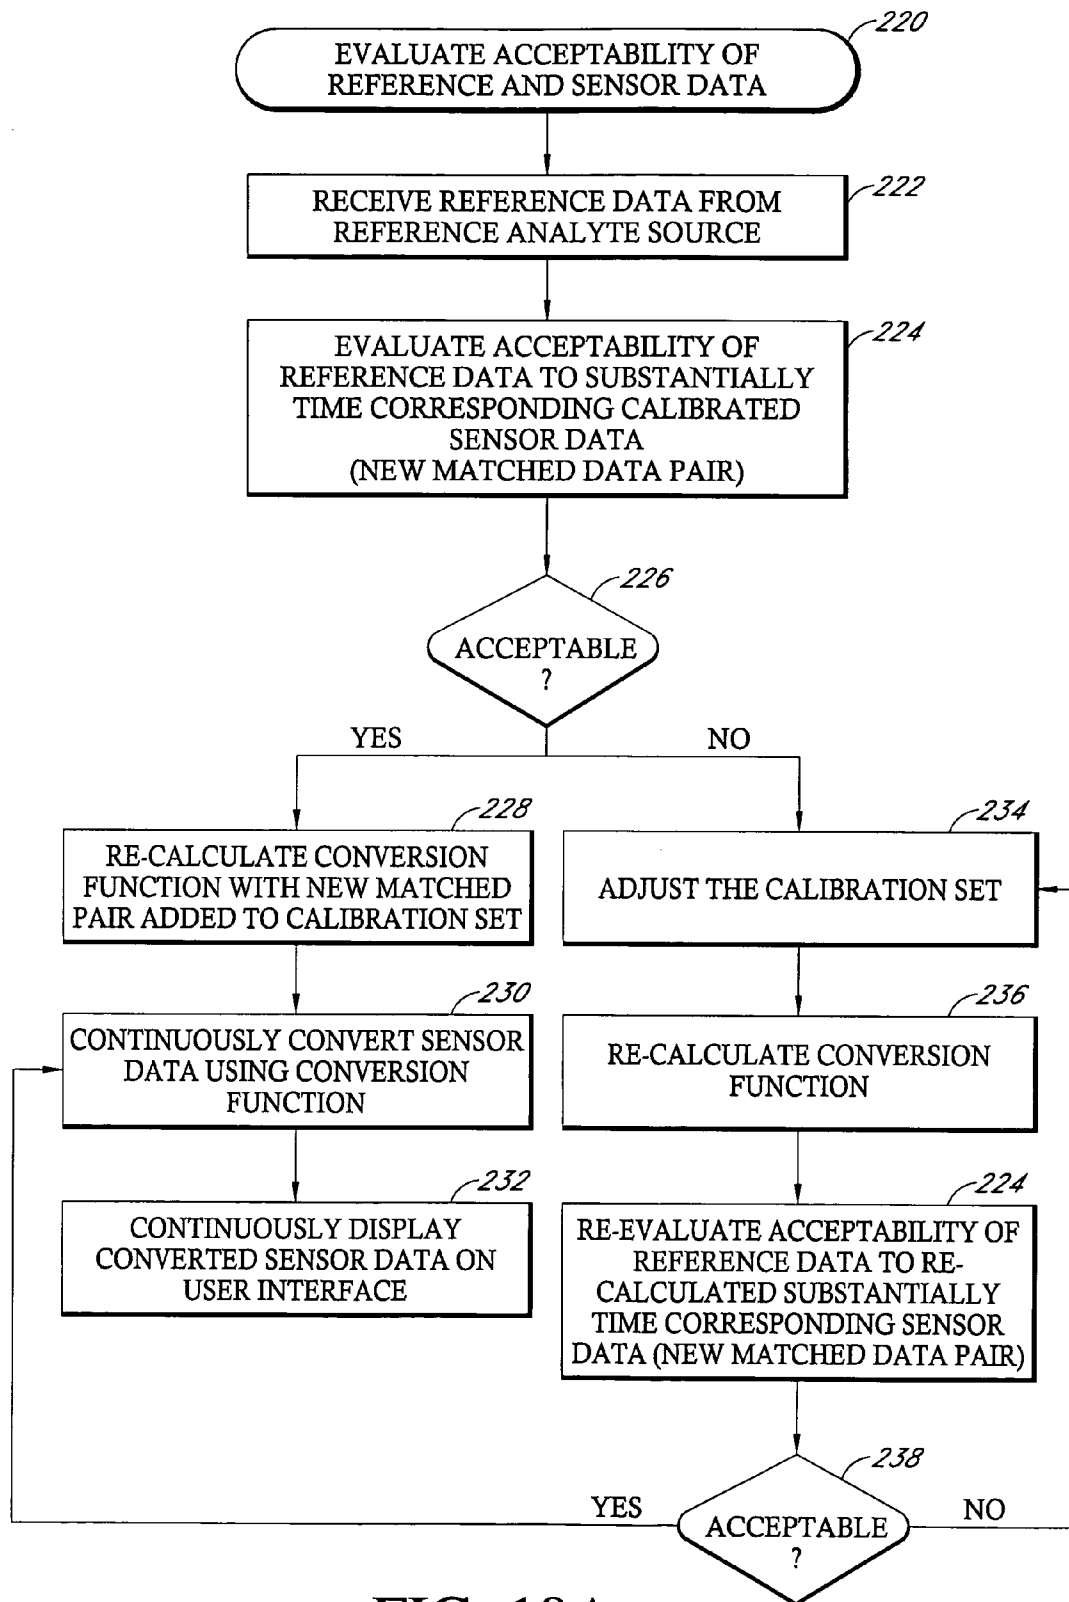 220
EVALUATE ACCEPTABILITY OF
REFERENCE AND SENSOR DATA
222
RECEIVE REFERENCE DATA FROM
REFERENCE ANALYTE SOURCE
224
EVALUATE ACCEPTABILITY OF
REFERENCE DATA TO SUBSTANTIALLY
TIME CORRESPONDING CALIBRATED
SENSOR DATA
(NEW MATCHED DATA PAIR)
226
ACCEPTABLE
?
YES
NO
228
RE-CALCULATE CONVERSION
FUNCTION WITH NEW MATCHED
PAIR ADDED TO CALIBRATION SET
234
ADJUST THE CALIBRATION SET
230
CONTINUOUSLY CONVERT SENSOR
DATA USING CONVERSION
FUNCTION
236
RE-CALCULATE CONVERSION
FUNCTION
232
CONTINUOUSLY DISPLAY
CONVERTED SENSOR DATA ON
USER INTERFACE
224
RE-EVALUATE ACCEPTABILITY OF
REFERENCE DATA TO RE-
CALCULATED SUBSTANTIALLY
TIME CORRESPONDING SENSOR
DATA (NEW MATCHED DATA PAIR)
238
YES
ACCEPTABLE
?
NO